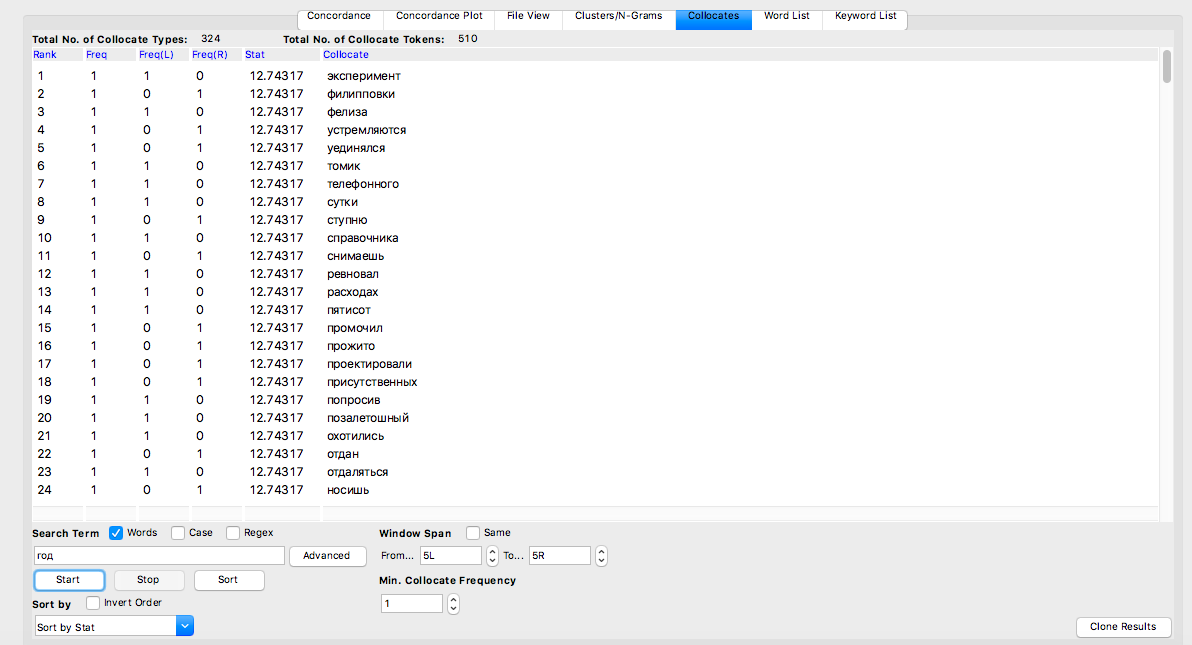 Concordance Concordance Plot File View Clusters/N-Grams Collocates Word List Keyword List
Total No. of Collocate Types: 324 Total No. of Collocate Tokens: 510
Rank Freq Freq(L) Freq(R) Stat Collocate
1 1 1 0 12.74317 эксперимент
2 1 0 1 12.74317 филипповки
3 1 1 0 12.74317 фелиза
4 1 0 1 12.74317 устремляются
5 1 0 1 12.74317 уединялся
6 1 1 0 12.74317 томик
7 1 1 0 12.74317 телефонного
8 1 1 0 12.74317 сутки
9 1 0 1 12.74317 ступню
10 1 1 0 12.74317 справочника
11 1 0 1 12.74317 снимаешь
12 1 1 0 12.74317 ревновал
13 1 1 0 12.74317 расходах
14 1 1 0 12.74317 пятисот
15 1 0 1 12.74317 промочил
16 1 0 1 12.74317 прожито
17 1 0 1 12.74317 проектировали
18 1 0 1 12.74317 присутственных
19 1 1 0 12.74317 попросив
20 1 1 0 12.74317 позалетошный
21 1 1 0 12.74317 охотились
22 1 0 1 12.74317 отдан
23 1 1 0 12.74317 отдаляться
24 1 0 1 12.74317 носишь
Search Term Words Case Regex Window Span Same
год Advanced From... 5L To... 5R
Start Stop Sort Min. Collocate Frequency
Sort by Invert Order 1
Sort by Stat Clone Results